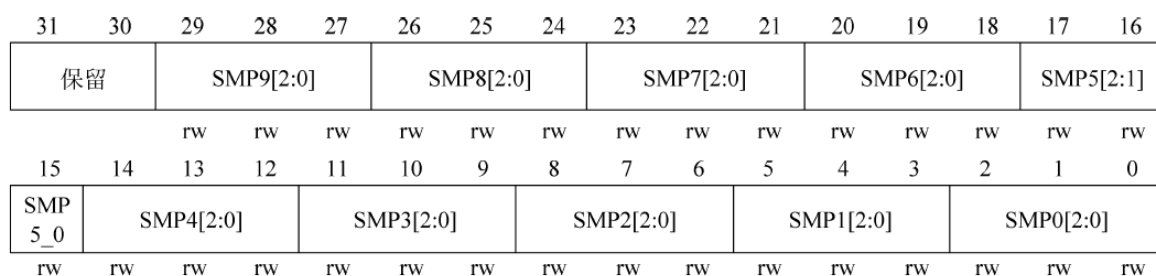 31 30 29 28 27 26 25 24 23 22 21 20 19 18 17 16
保留 SMP9[2:0] SMP8[2:0] SMP7[2:0] SMP6[2:0] SMP5[2:1]
rw rw rw rw rw rw rw rw rw rw rw rw rw rw
15 14 13 12 11 10 9 8 7 6 5 4 3 2 1 0
SMP
5_0 SMP4[2:0] SMP3[2:0] SMP2[2:0] SMP1[2:0] SMP0[2:0]
rw rw rw rw rw rw rw rw rw rw rw rw rw rw rw rw